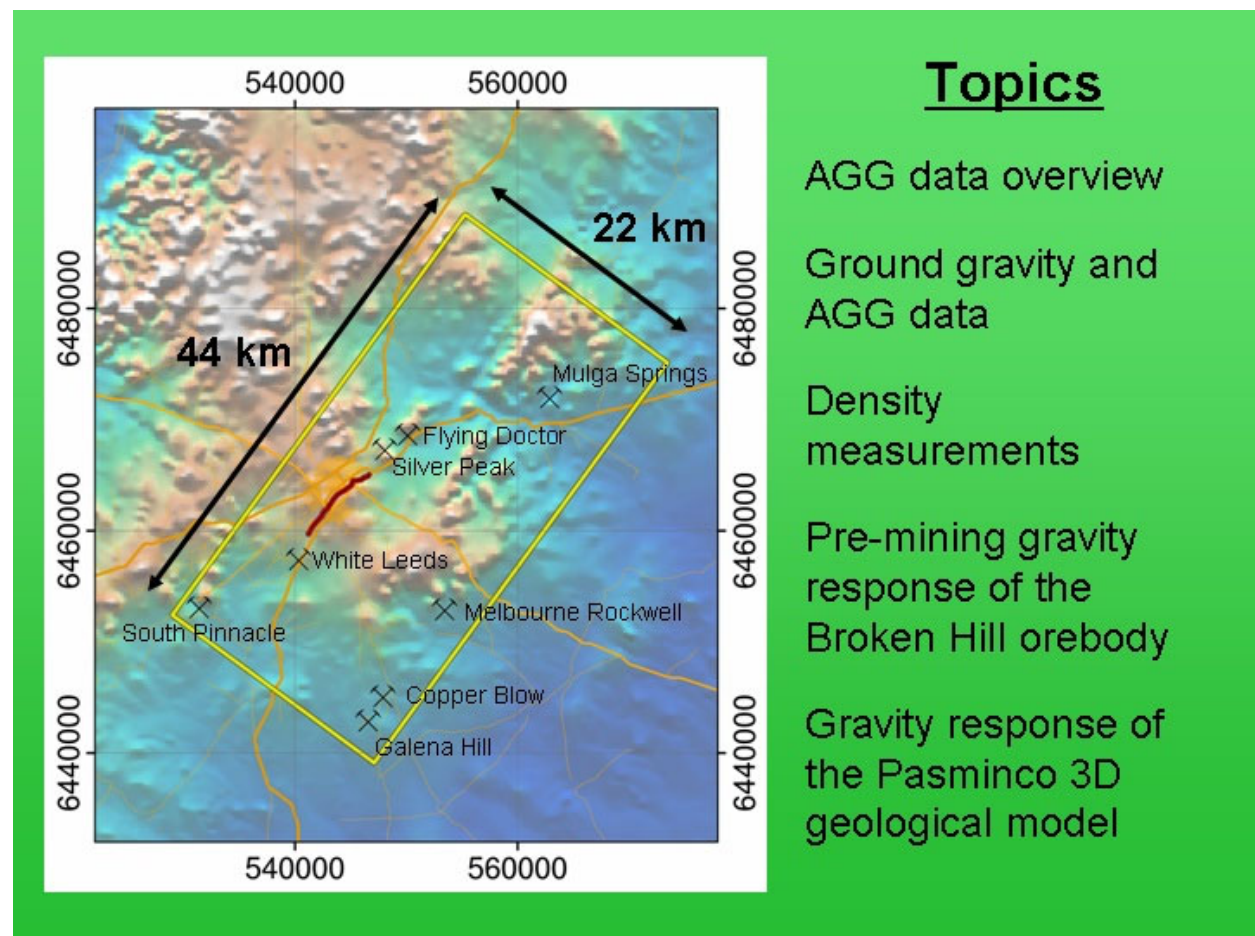 540000
560000
22 km
6480000
6480000
44 km
Mulga Springs
Flying Doctor
Silver Peak
6460000
6460000
White Leeds
Melbourne Rockwell
South Pinnacle
Copper Blow
Galena Hill
6440000
6440000
540000
560000
Topics
AGG data overview
Ground gravity and
AGG data
Density
measurements
Pre-mining gravity
response of the
Broken Hill orebody
Gravity response of
the Pasminco 3D
geological model